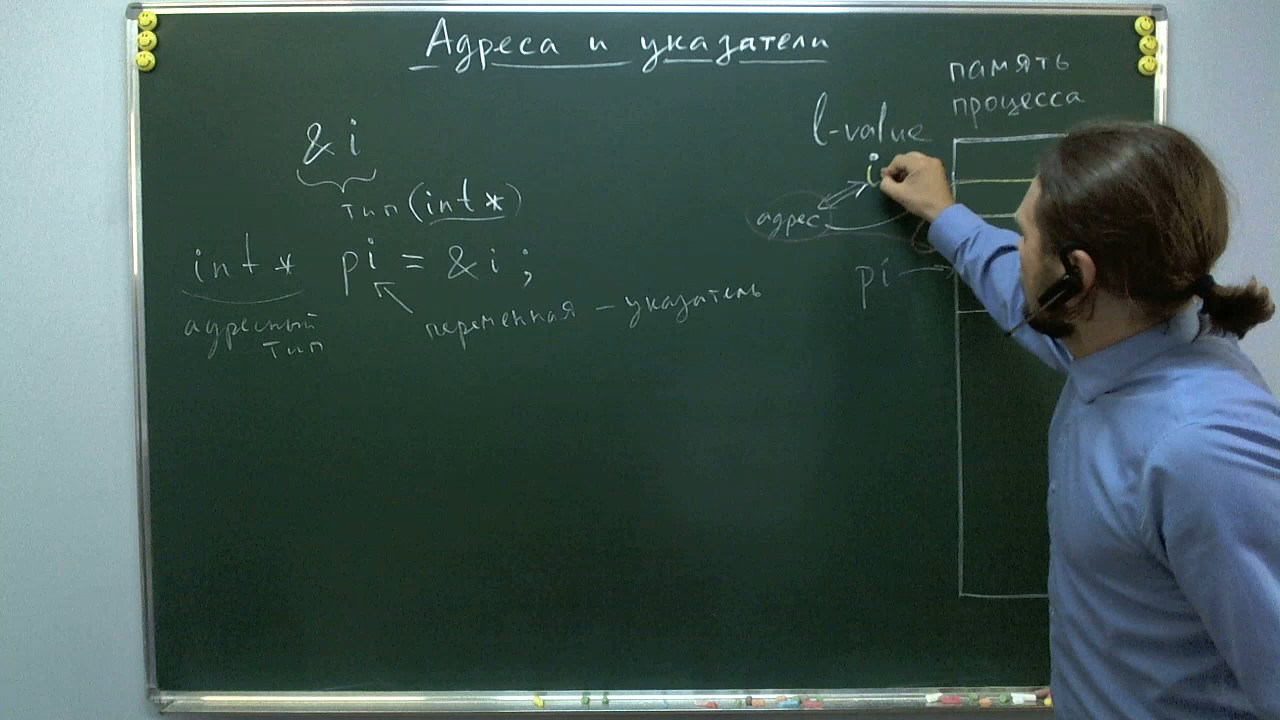 Адреса и указатели
& i
тип (int *)
int * pi = & i ;
адресный
тип
переменная – указатель
l-value
i
адрес
pi
память
процесса